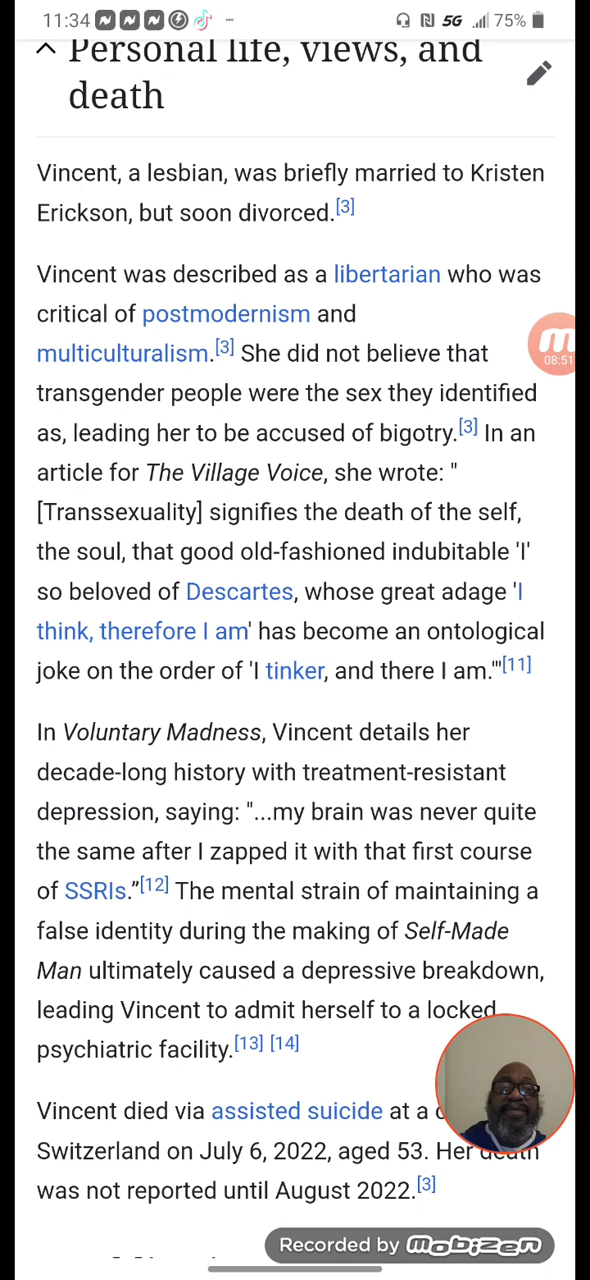 11:34
5G 75%
Personal life, views, and
death
Vincent, a lesbian, was briefly married to Kristen
Erickson, but soon divorced.[3]
Vincent was described as a libertarian who was
critical of postmodernism and
multiculturalism.[3] She did not believe that
transgender people were the sex they identified
as, leading her to be accused of bigotry.[3] In an
article for The Village Voice, she wrote: "
[Transsexuality] signifies the death of the self,
the soul, that good old-fashioned indubitable 'I'
so beloved of Descartes, whose great adage 'I
think, therefore I am' has become an ontological
joke on the order of 'I tinker, and there I am.'"[11]
In Voluntary Madness, Vincent details her
decade-long history with treatment-resistant
depression, saying: "...my brain was never quite
the same after I zapped it with that first course
of SSRIs.”[12] The mental strain of maintaining a
false identity during the making of Self-Made
Man ultimately caused a depressive breakdown,
leading Vincent to admit herself to a locked
psychiatric facility.[13] [14]
Vincent died via assisted suicide at a
Switzerland on July 6, 2022, aged 53. Her death
was not reported until August 2022.[3]
08:51
Recorded by mobizen